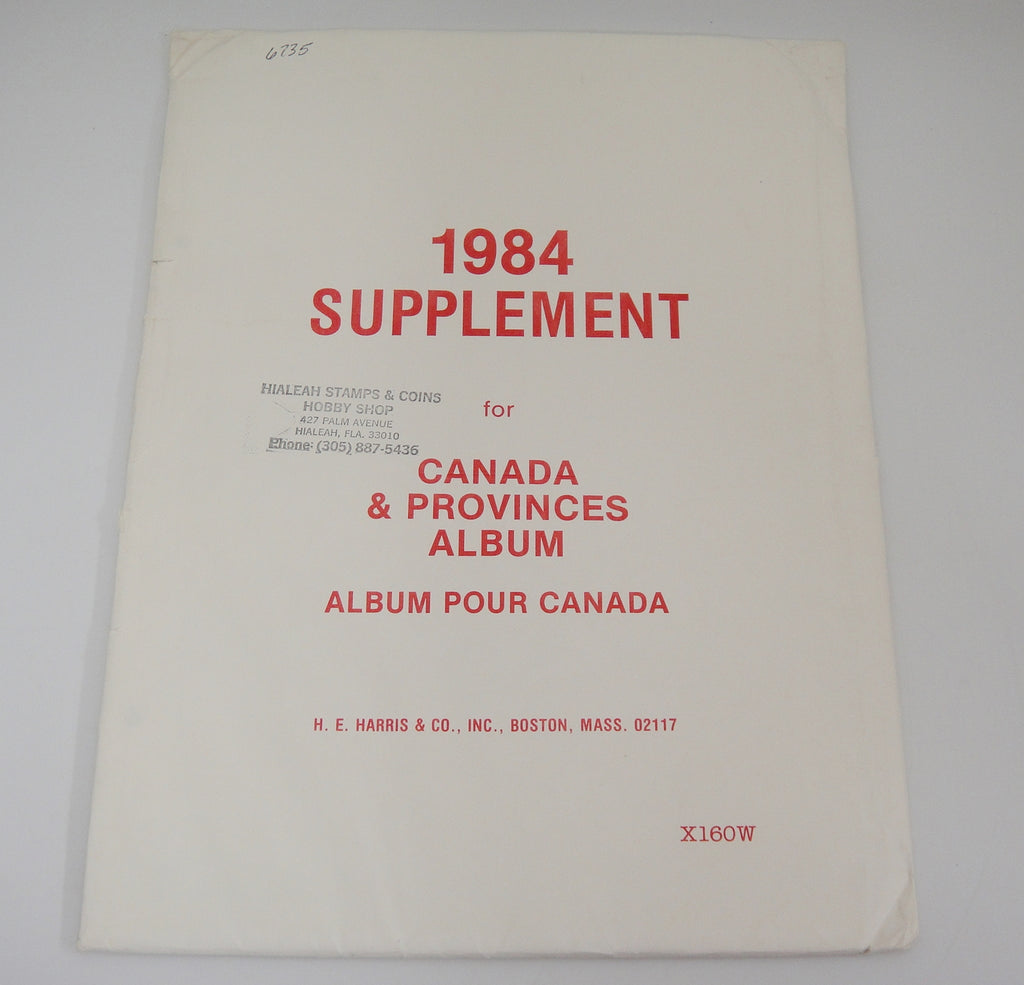 6735
1984
SUPPLEMENT
HIALEAH STAMPS & COINS
HOBBY SHOP
427 PALM AVENUE
HIALEAH, FLA. 33010
Phone: (305) 887-5436
for
CANADA
& PROVINCES
ALBUM
ALBUM POUR CANADA
H. E. HARRIS & CO., INC., BOSTON, MASS. 02117
X160W